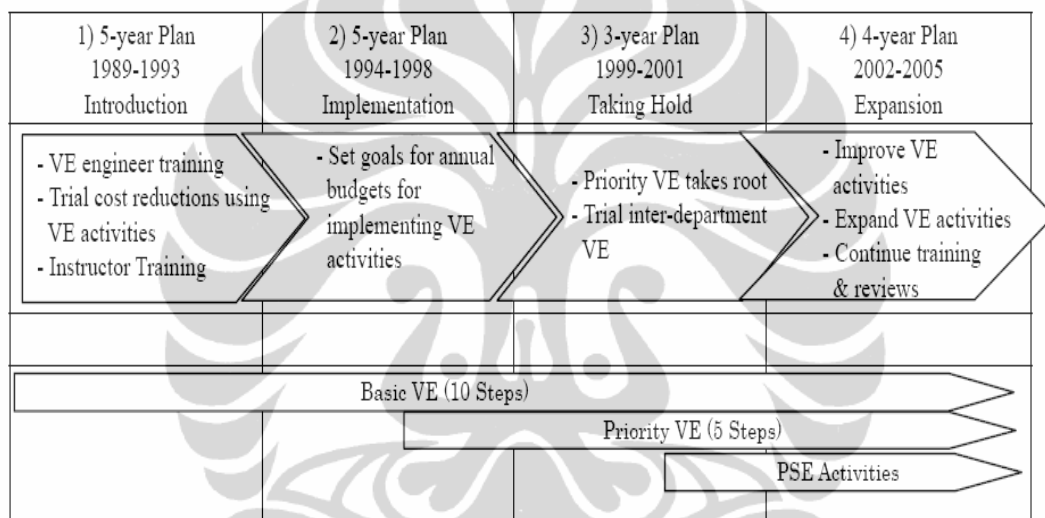 1) 5-year Plan
1989-1993
Introduction
2) 5-year Plan
1994-1998
Implementation
3) 3-year Plan
1999-2001
Taking Hold
4) 4-year Plan
2002-2005
Expansion
- VE engineer training
- Trial cost reductions using
VE activities
- Instructor Training
- Set goals for annual
budgets for
implementing VE
activities
- Priority VE takes root
- Trial inter-department
VE
- Improve VE
activities
- Expand VE activities
- Continue training
& reviews
Basic VE (10 Steps)
Priority VE (5 Steps)
PSE Activities